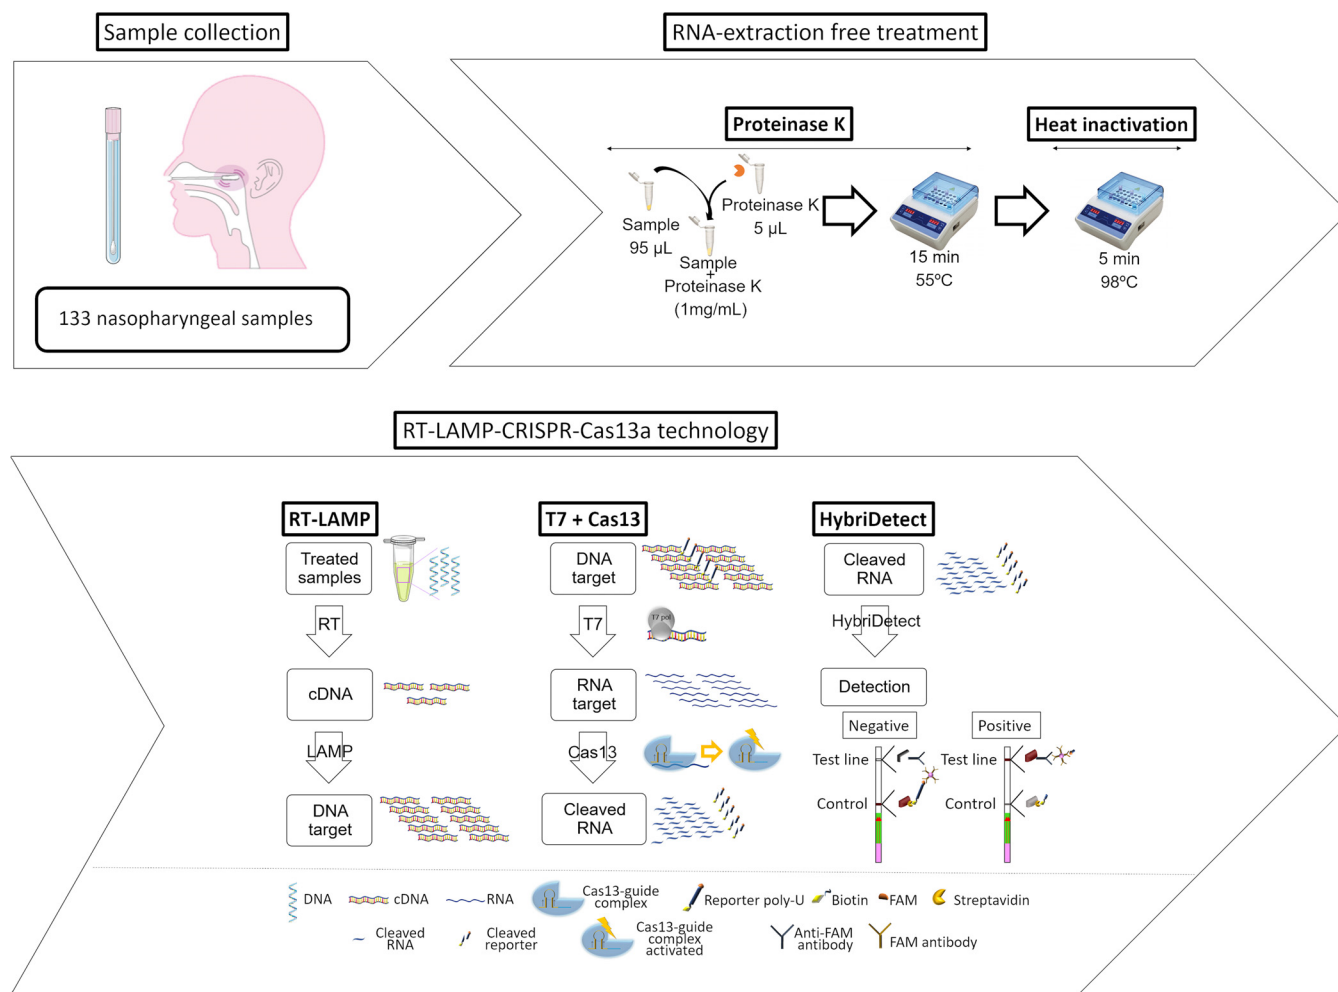 Sample collection
133 nasopharyngeal samples
RNA-extraction free treatment
Proteinase K
Heat inactivation
Sample
95 µL
Proteinase K
5 µL
Sample
+
Proteinase K
(1mg/mL)
15 min
55ºC
5 min
98ºC
RT-LAMP-CRISPR-Cas13a technology
RT-LAMP
Treated
samples
RT
cDNA
LAMP
DNA
target
T7 + Cas13
DNA
target
T7
T7 pol
RNA
target
Cas13
Cleaved
RNA
HybriDetect
Cleaved
RNA
HybriDetect
Detection
Negative
Test line
Control
Positive
Test line
Control
DNA
cDNA
RNA
Cas13-guide
complex
Reporter poly-U
Biotin
FAM
Streptavidin
Cleaved
RNA
Cleaved
reporter
Cas13-guide
complex
activated
Anti-FAM
antibody
FAM antibody